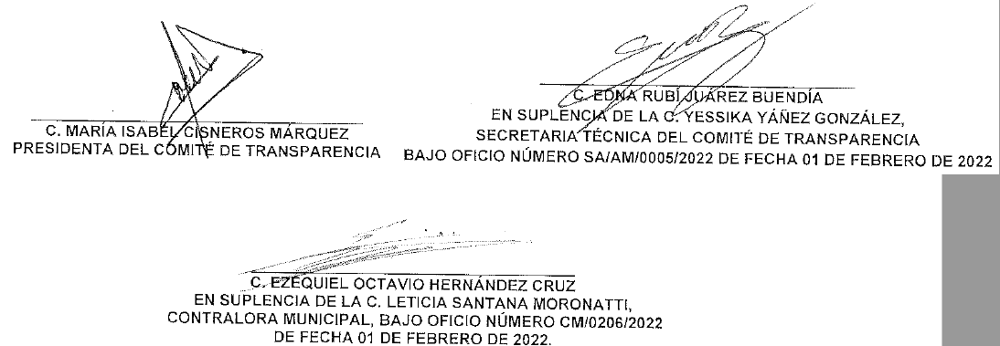 C. MARÍA ISABEL CISNEROS MÁRQUEZ
PRESIDENTA DEL COMITÉ DE TRANSPARENCIA
C. EDNA RUBÍ JUÁREZ BUENDÍA
EN SUPLENCIA DE LA C. YESSIKA YÁÑEZ GONZÁLEZ,
SECRETARIA TÉCNICA DEL COMITÉ DE TRANSPARENCIA
BAJO OFICIO NÚMERO SA/AM/0005/2022 DE FECHA 01 DE FEBRERO DE 2022
C. EZEQUIEL OCTAVIO HERNÁNDEZ CRUZ
EN SUPLENCIA DE LA C. LETICIA SANTANA MORONATTI,
CONTRALORA MUNICIPAL, BAJO OFICIO NÚMERO CM/0206/2022
DE FECHA 01 DE FEBRERO DE 2022.